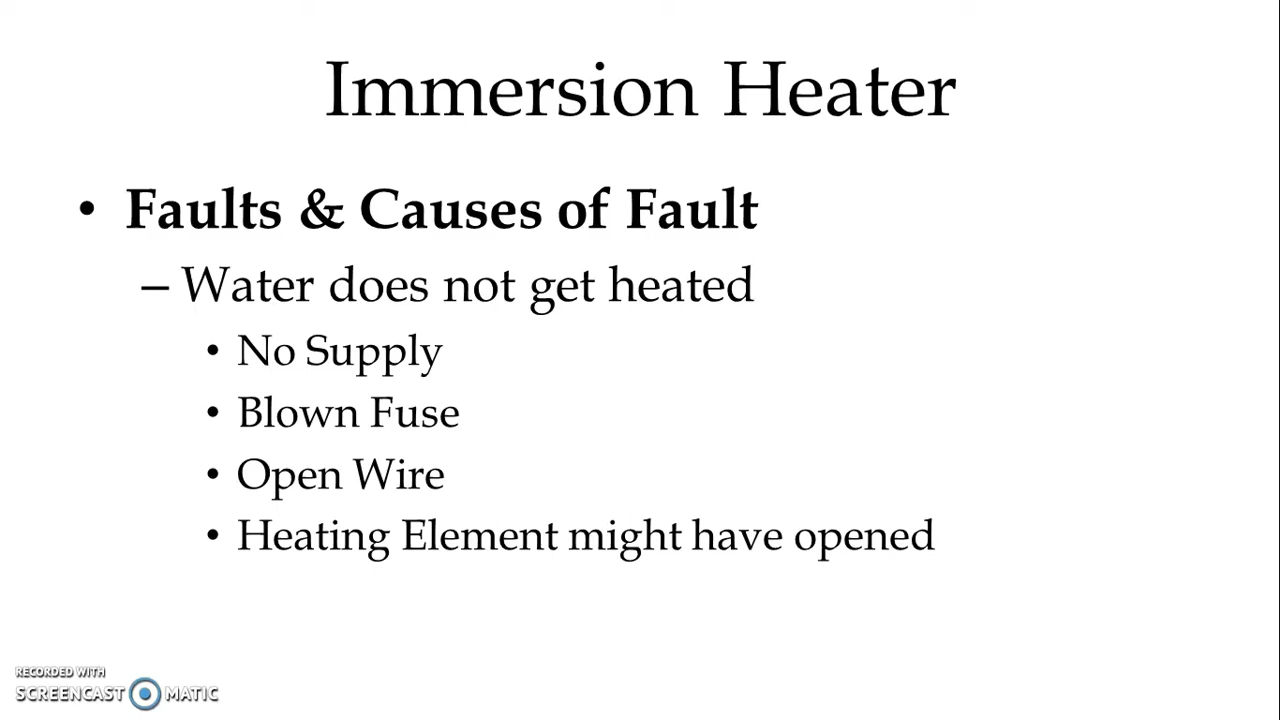 Immersion Heater
• Faults & Causes of Fault
– Water does not get heated
• No Supply
• Blown Fuse
• Open Wire
• Heating Element might have opened
RECORDED WITH
SCREENCAST MATIC